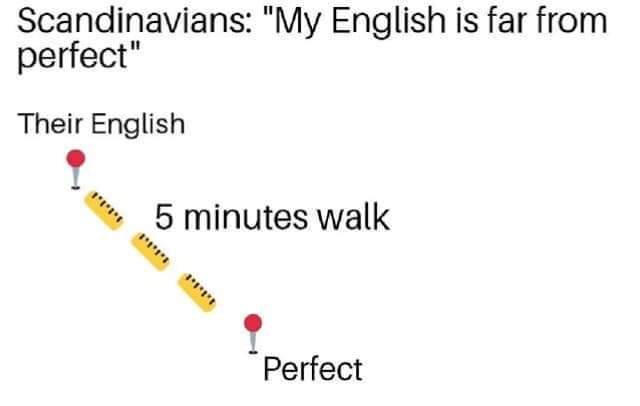 Scandinavians: "My English is far from
perfect"
Their English
5 minutes walk
Perfect